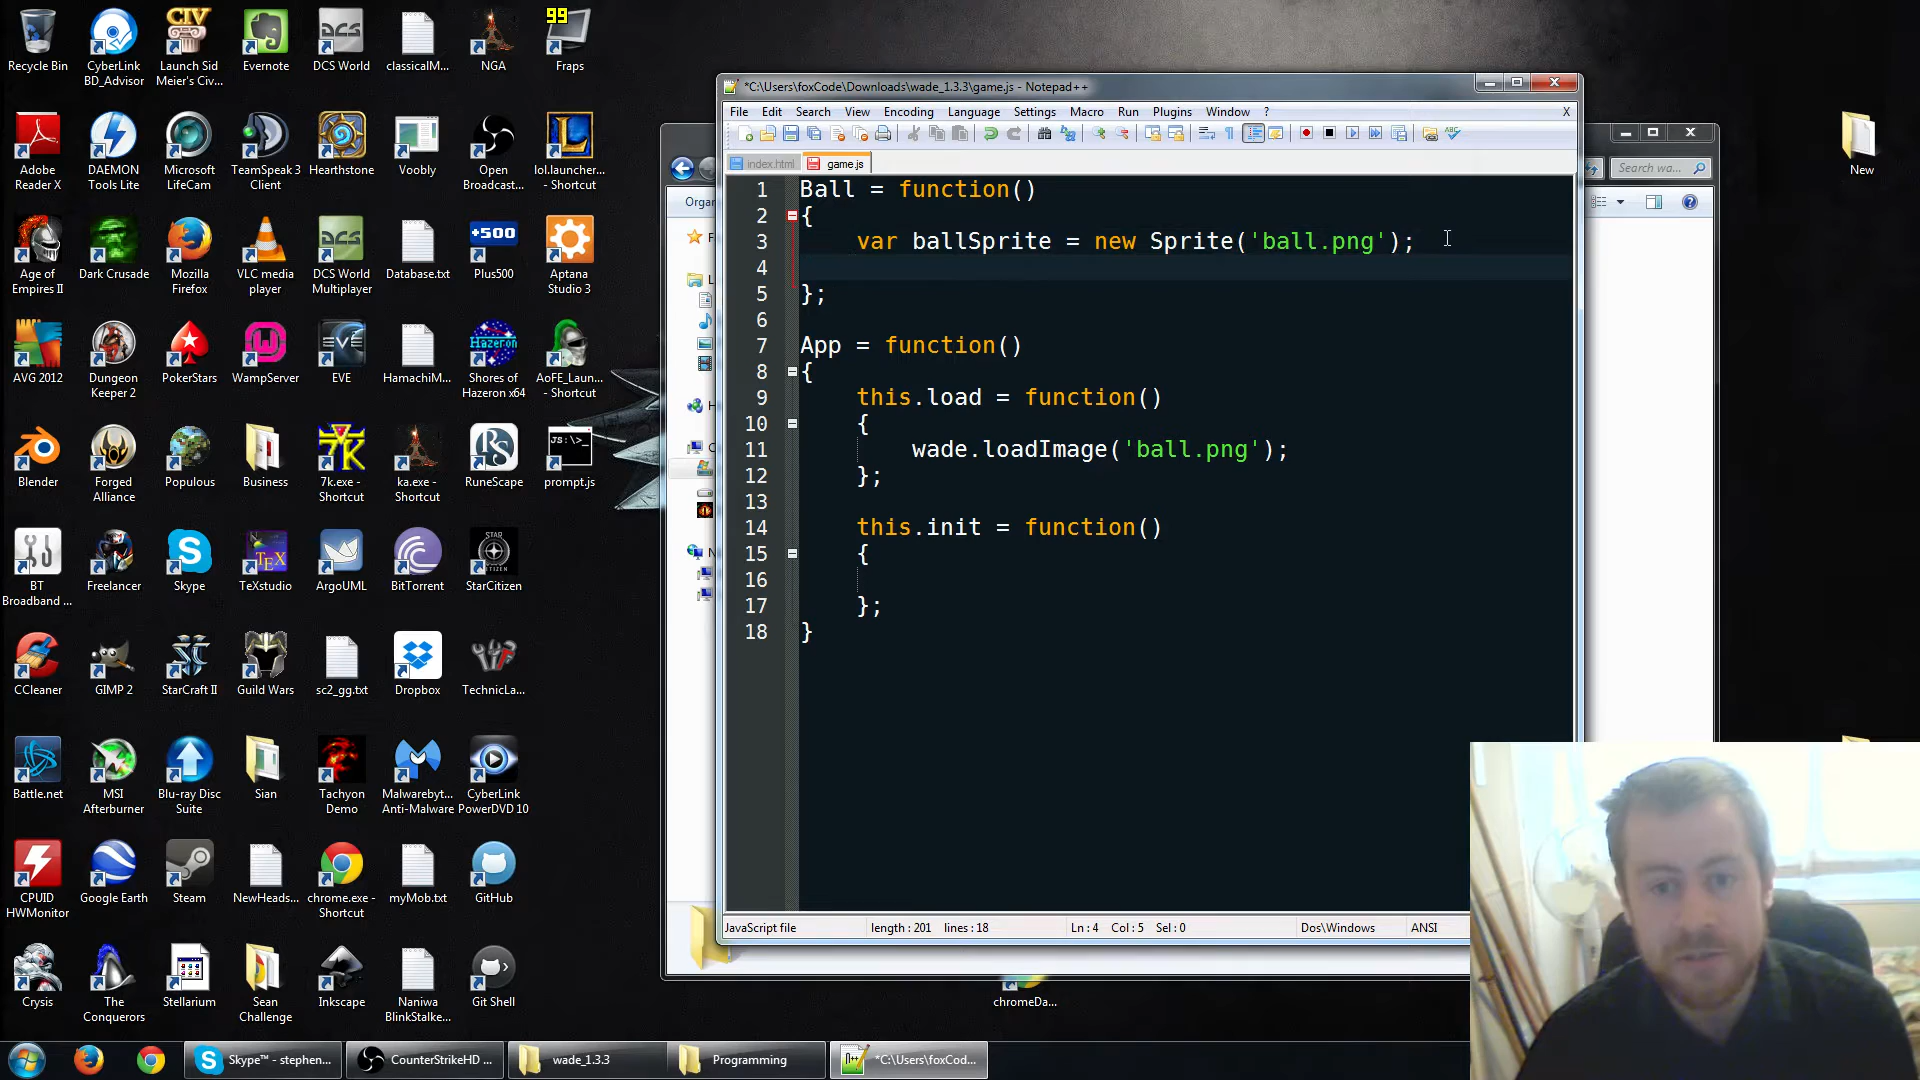 99
Recycle Bin
CyberLink BD_Advisor
Launch Sid Meier's Civ...
Evernote
DCS World
classicalM...
NGA
Fraps
Adobe Reader X
DAEMON Tools Lite
Microsoft LifeCam
TeamSpeak 3 Client
Hearthstone
Voobly
Open Broadcast...
lol.launcher... - Shortcut
Age of Empires II
Dark Crusade
Mozilla Firefox
VLC media player
DCS World Multiplayer
Database.txt
+500
Plus500
Aptana Studio 3
AVG 2012
Dungeon Keeper 2
PokerStars
WampServer
EVE
HamachiM...
Hazeron
Shores of Hazeron x64
AoFE_Laun... - Shortcut
Blender
Forged Alliance
Populous
Business
7k.exe - Shortcut
ka.exe - Shortcut
RuneScape
JS:\>_
prompt.js
BT Broadband ...
Freelancer
Skype
TeXstudio
ArgoUML
BitTorrent
StarCitizen
CCleaner
GIMP 2
StarCraft II
Guild Wars
sc2_gg.txt
Dropbox
TechnicLa...
Battle.net
MSI Afterburner
Blu-ray Disc Suite
Sian
Tachyon Demo
Malwarebyt... Anti-Malware
CyberLink PowerDVD 10
CPUID HWMonitor
Google Earth
Steam
NewHeads...
chrome.exe - Shortcut
myMob.txt
GitHub
Crysis
The Conquerors
Stellarium
Sean Challenge
Inkscape
Naniwa BlinkStalke...
Git Shell
New
chromeDa...
Search wa...
Organ
*C:\Users\foxCode\Downloads\wade_1.3.3\game.js - Notepad++
File Edit Search View Encoding Language Settings Macro Run Plugins Window ? X
index.html game.js
1 Ball = function()
2 {
3 var ballSprite = new Sprite('ball.png');
4
5 };
6
7 App = function()
8 {
9 this.load = function()
10 {
11 wade.loadImage('ball.png');
12 };
13
14 this.init = function()
15 {
16
17 };
18 }
JavaScript file length : 201 lines : 18 Ln : 4 Col : 5 Sel : 0 Dos\Windows ANSI
Skype™ - stephen... CounterStrikeHD ... wade_1.3.3 Programming *C:\Users\foxCod...